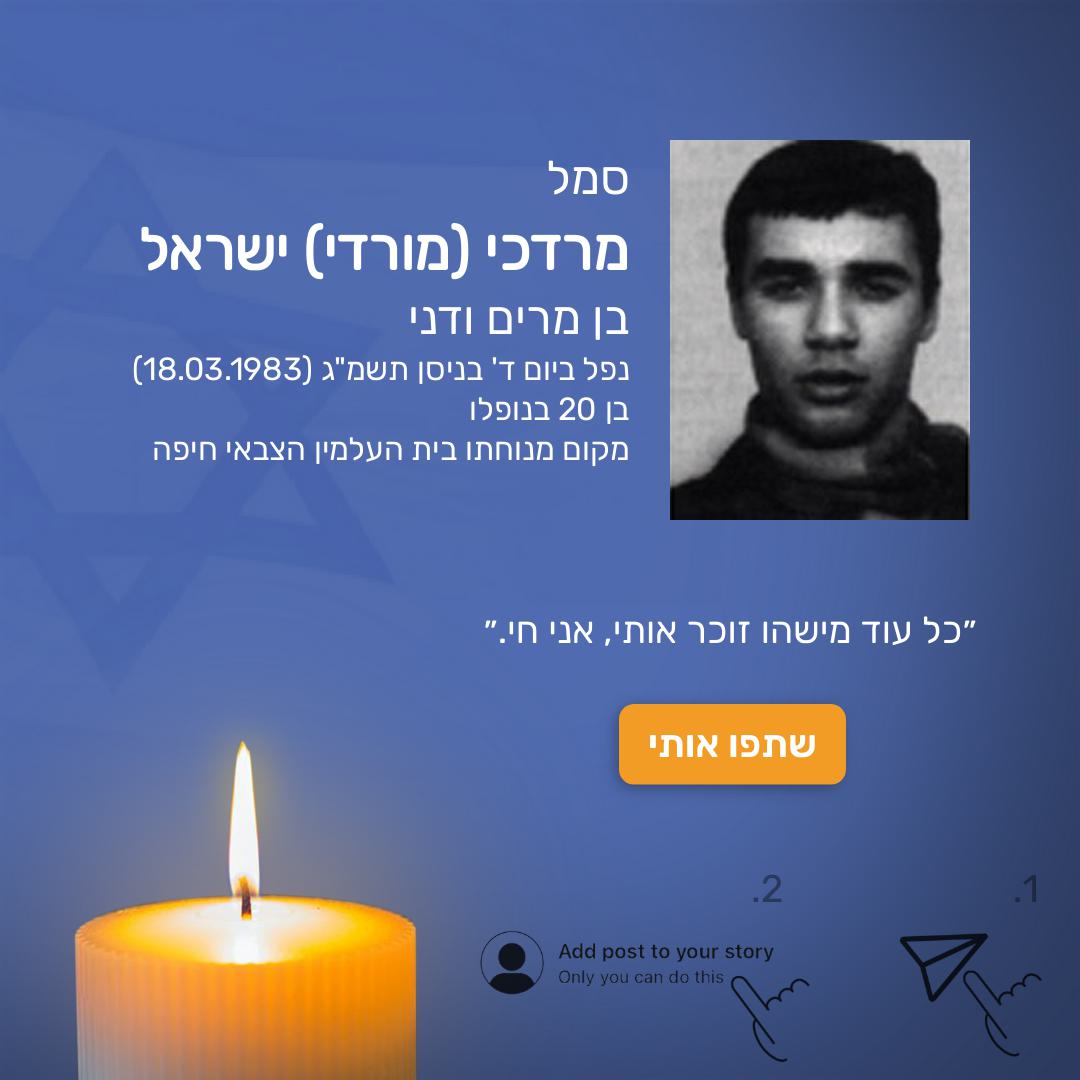 סמל
מרדכי (מורדי) ישראל
בן מרים ודני
נפל ביום ד' בניסן תשמ"ג (18.03.1983)
בן 20 בנופלו
מקום מנוחתו בית העלמין הצבאי חיפה
״כל עוד מישהו זוכר אותי, אני חי.״
שתפו אותי
1.
2.
Add post to your story
Only you can do this